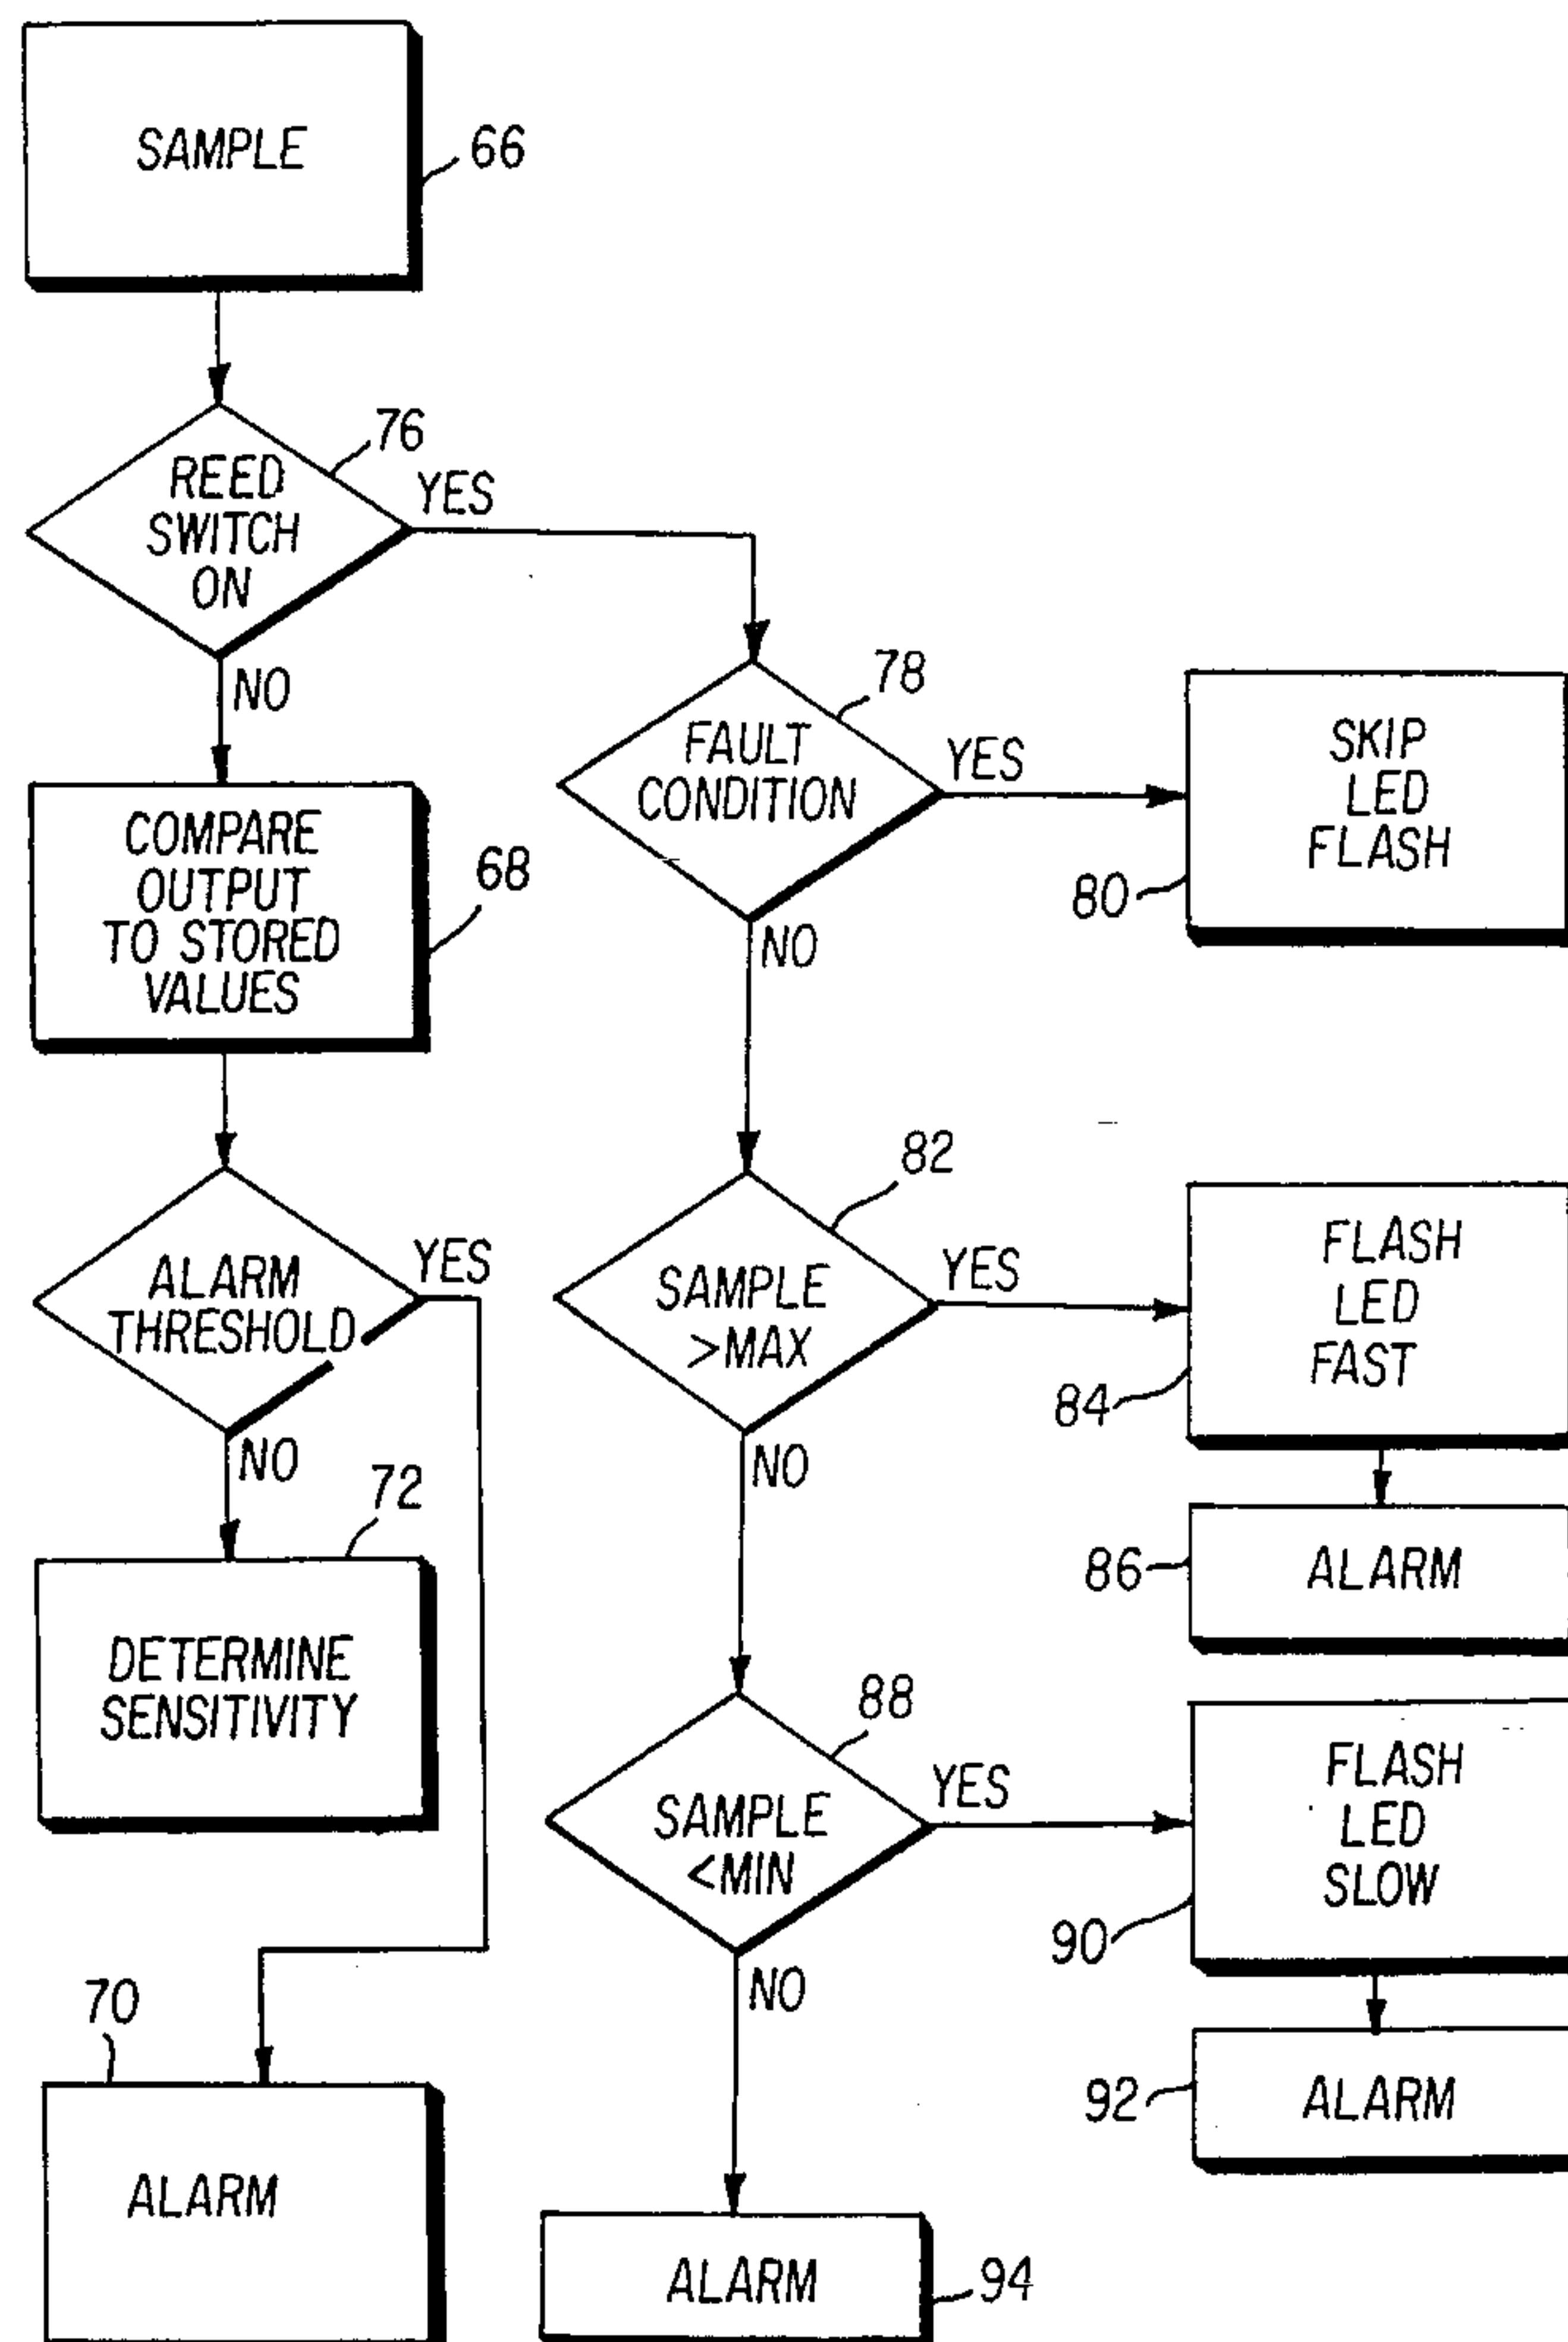 SAMPLE
66
76
REED
SWITCH
ON
YES
NO
COMPARE
OUTPUT
TO STORED
VALUES
68
ALARM
THRESHOLD
YES
NO
72
DETERMINE
SENSITIVITY
70
ALARM
78
FAULT
CONDITION
YES
NO
SKIP
LED
FLASH
80
82
SAMPLE
>MAX
YES
NO
FLASH
LED
FAST
84
ALARM
86
88
SAMPLE
<MIN
YES
NO
FLASH
LED
SLOW
90
ALARM
92
ALARM
94